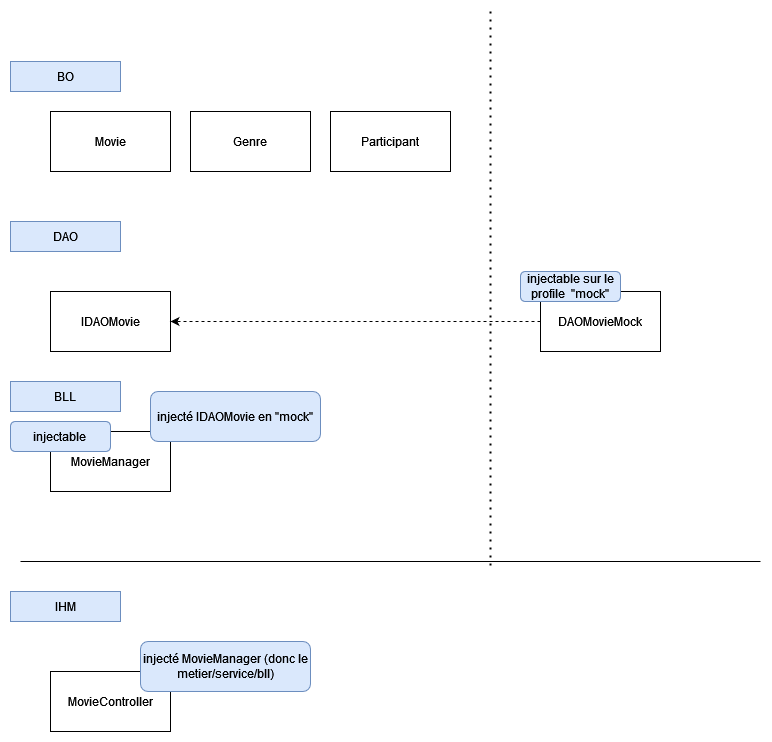 BO
Movie
Genre
Participant
DAO
injectable sur le
profile "mock"
IDAOMovie
DAOMovieMock
BLL
injecté IDAOMovie en "mock"
injectable
MovieManager
IHM
injecté MovieManager (donc le
metier/service/bll)
MovieController